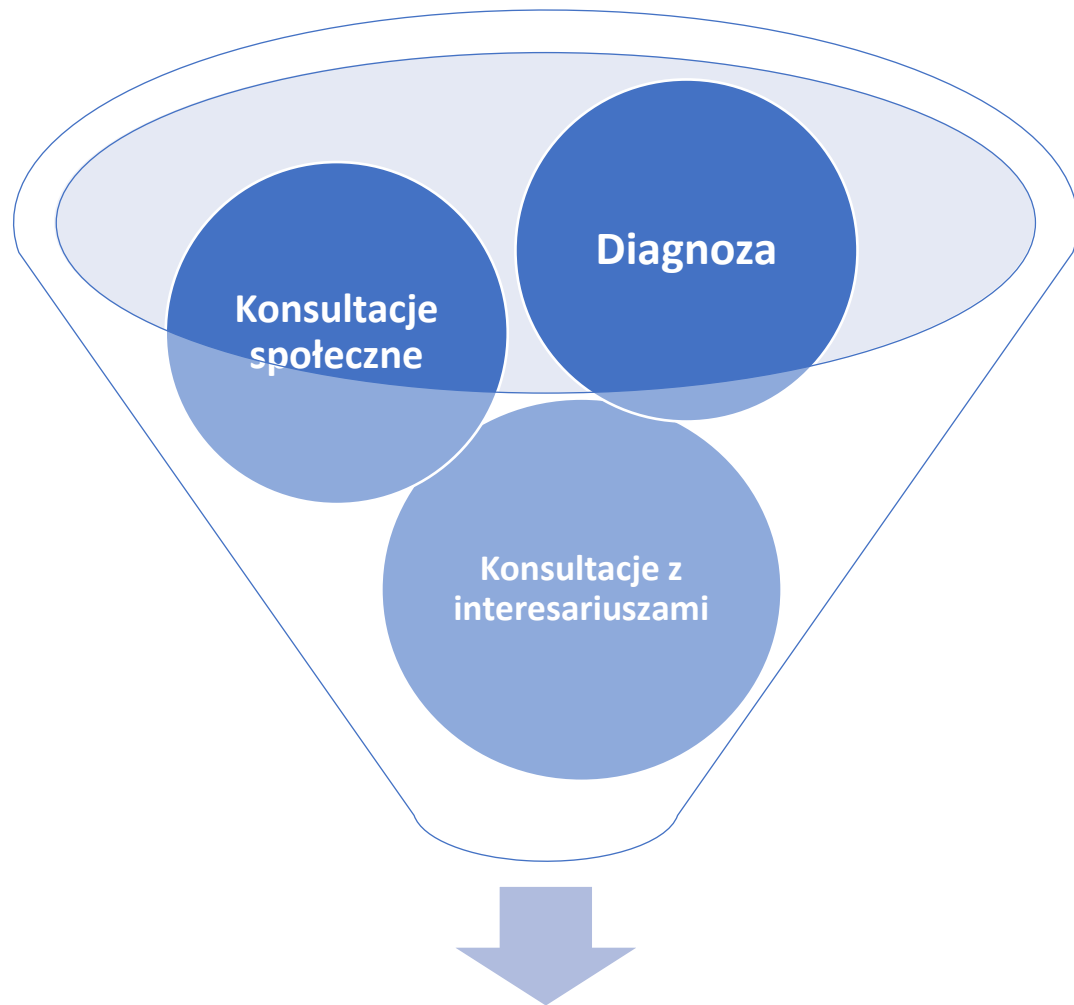 Diagnoza
Konsultacje
społeczne
Konsultacje z
interesariuszami